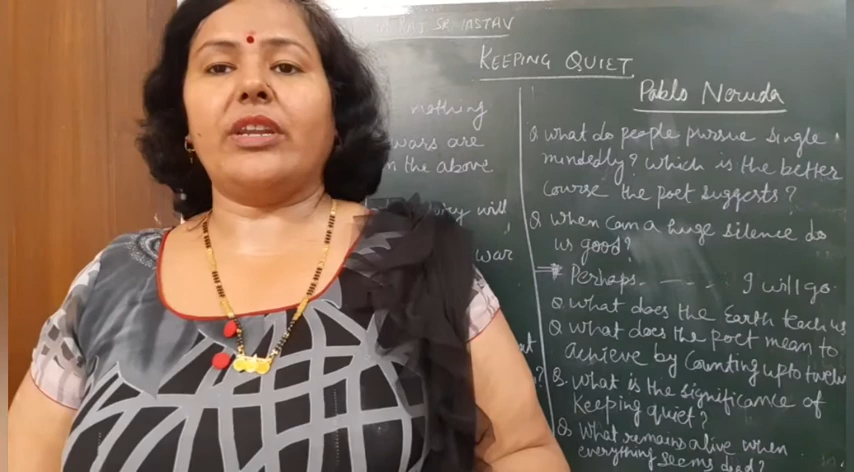 KEEPING QUIET
Pablo Neruda
nothing
wars are
the above
will
war
Q what do people pursue single
mindedly? Which is the better
course the poet suggests?
Q when can a huge silence do
us good?
Perhaps. - - - - - I will go.
Q. What does the Earth teach us
Q What does the poet mean to
achieve by Counting upto twelve
Q. What is the significance of
Keeping quiet?
Q What remains alive when
everything seems dead?